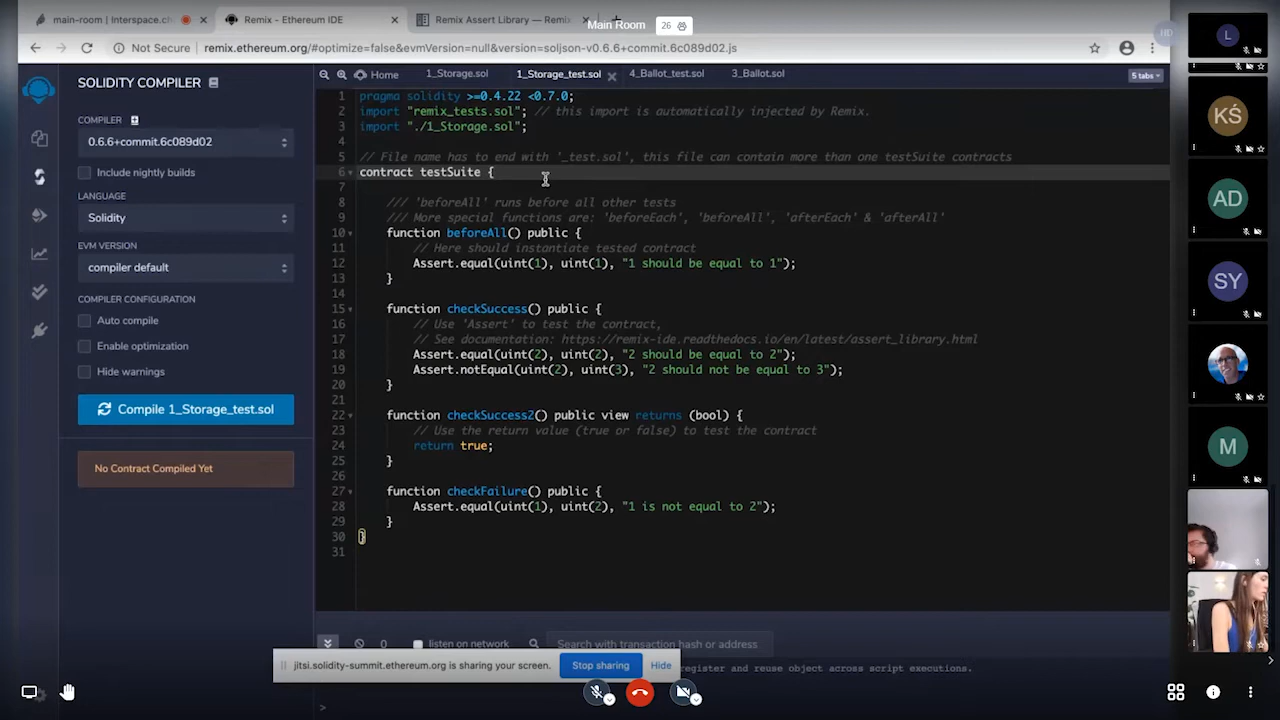 main-room | Interspace.ch
Remix - Ethereum IDE
Remix Assert Library — Remix
Main Room
26
Not Secure
remix.ethereum.org/#optimize=false&evmVersion=null&version=soljson-v0.6.6+commit.6c089d02.js
SOLIDITY COMPILER
COMPILER
0.6.6+commit.6c089d02
Include nightly builds
LANGUAGE
Solidity
EVM VERSION
compiler default
COMPILER CONFIGURATION
Auto compile
Enable optimization
Hide warnings
Compile 1_Storage_test.sol
No Contract Compiled Yet
Home
1_Storage.sol
1_Storage_test.sol
4_Ballot_test.sol
3_Ballot.sol
5 tabs
1 pragma solidity >=0.4.22 <0.7.0;
2 import "remix_tests.sol"; // this import is automatically injected by Remix.
3 import "./1_Storage.sol";
4
5 // File name has to end with '_test.sol', this file can contain more than one testSuite contracts
6 contract testSuite {
7
8 /// 'beforeAll' runs before all other tests
9 /// More special functions are: 'beforeEach', 'beforeAll', 'afterEach' & 'afterAll'
10 function beforeAll() public {
11 // Here should instantiate tested contract
12 Assert.equal(uint(1), uint(1), "1 should be equal to 1");
13 }
14
15 function checkSuccess() public {
16 // Use 'Assert' to test the contract,
17 // See documentation: https://remix-ide.readthedocs.io/en/latest/assert_library.html
18 Assert.equal(uint(2), uint(2), "2 should be equal to 2");
19 Assert.notEqual(uint(2), uint(3), "2 should not be equal to 3");
20 }
21
22 function checkSuccess2() public view returns (bool) {
23 // Use the return value (true or false) to test the contract
24 return true;
25 }
26
27 function checkFailure() public {
28 Assert.equal(uint(1), uint(2), "1 is not equal to 2");
29 }
30 }
31
0
listen on network
Search with transaction hash or address
register and reuse object across script executions.
>
jitsi.solidity-summit.ethereum.org is sharing your screen.
Stop sharing
Hide
L
KŚ
AD
SY
M